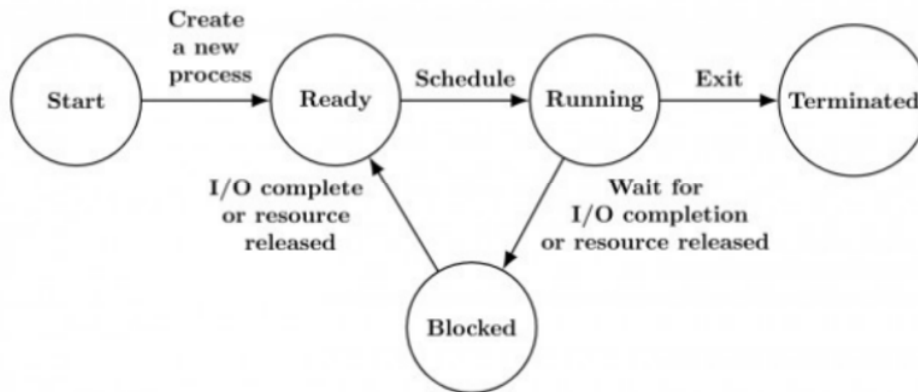 Create
a new
process
Start
Ready
Schedule
Running
Exit
Terminated
I/O complete
or resource
released
Wait for
I/O completion
or resource released
Blocked